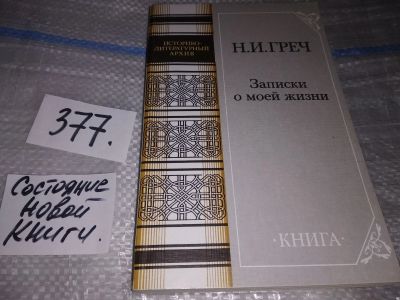 ИСТОРИКО-
ЛИТЕРАТУРНЫЙ
АРХИВ
Н.И.ГРЕЧ
Записки
о моей жизни
·КНИГА·
377.
Состояние
новой
книги.